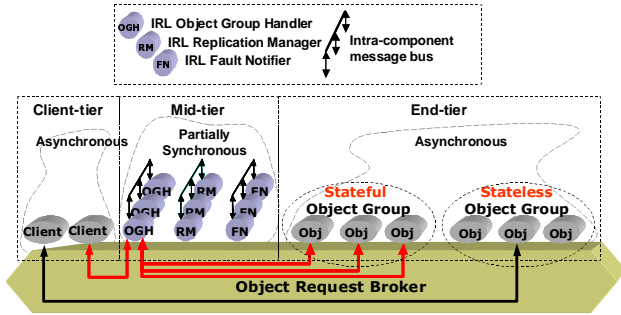 OGH IRL Object Group Handler
RM IRL Replication Manager
FN IRL Fault Notifier
Intra-component
message bus
Client-tier
Mid-tier
End-tier
Asynchronous
Partially
Synchronous
Asynchronous
OGH RM FN
OGH RM FN
OGH RM FN
Stateful
Object Group
Stateless
Object Group
Client Client
Obj Obj Obj
Obj Obj Obj
Object Request Broker